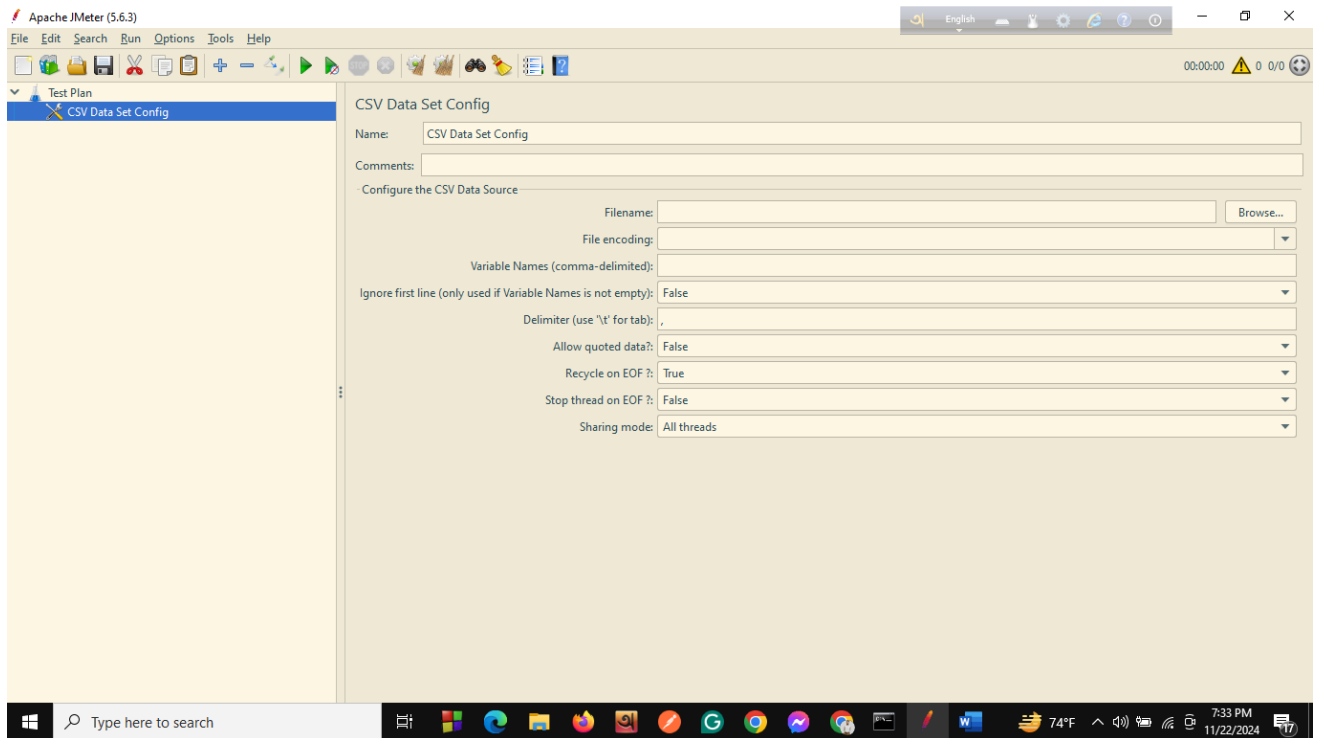 Apache JMeter (5.6.3)
English
File Edit Search Run Options Tools Help
00:00:00 0 0/0
Test Plan
CSV Data Set Config
CSV Data Set Config
Name: CSV Data Set Config
Comments:
Configure the CSV Data Source
Filename: Browse...
File encoding:
Variable Names (comma-delimited):
Ignore first line (only used if Variable Names is not empty): False
Delimiter (use '\t' for tab): ,
Allow quoted data?: False
Recycle on EOF ?: True
Stop thread on EOF ?: False
Sharing mode: All threads
Type here to search
74°F
7:33 PM
11/22/2024
17